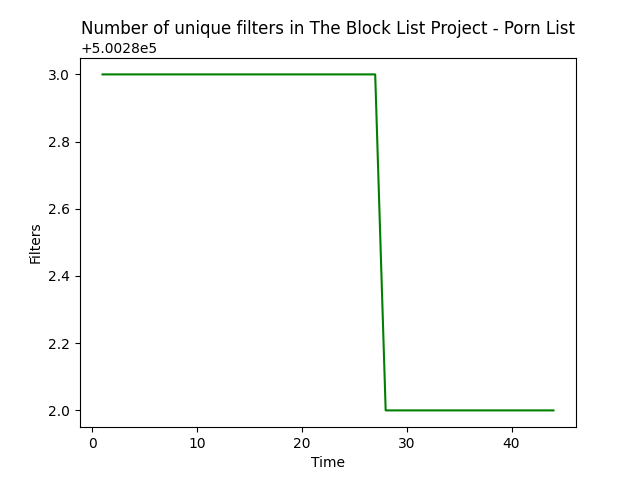 Number of unique filters in The Block List Project - Porn List
+5.0028e5
3.0
2.8
2.6
2.4
2.2
2.0
Filters
0 10 20 30 40
Time